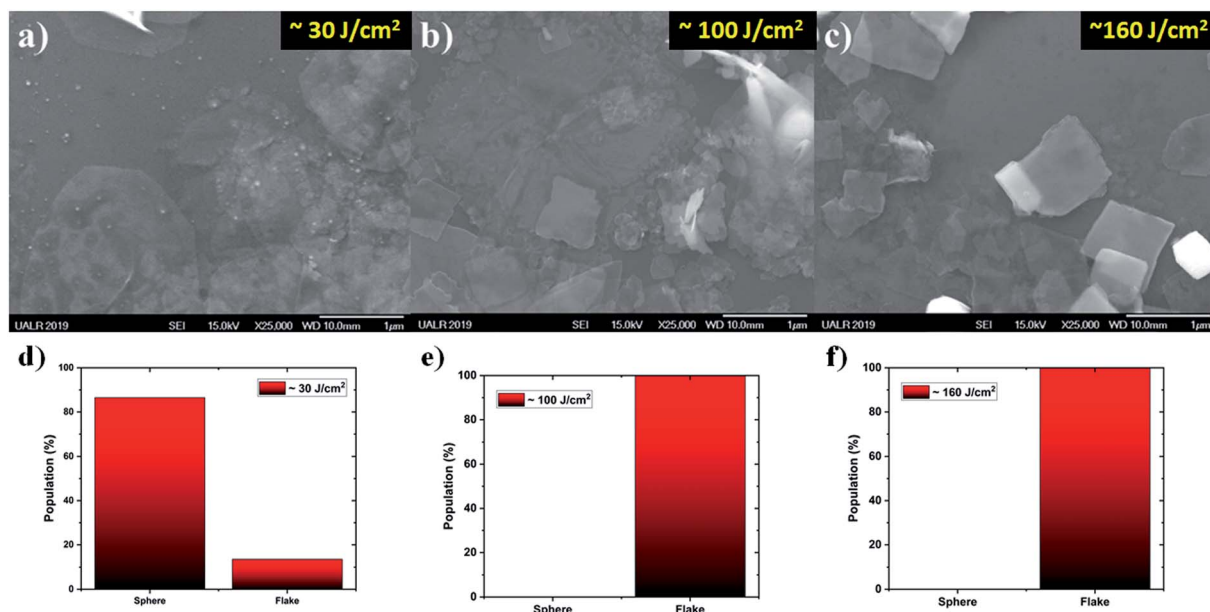 a)
~ 30 J/cm²
b)
~ 100 J/cm²
c)
~160 J/cm²
UALR 2019 SEI 15.0kV X25,000 WD 10.0mm 1µm
UALR 2019 SEI 15.0kV X25,000 WD 10.0mm 1µm
UALR 2019 SEI 15.0kV X25,000 WD 10.0mm 1µm
d)
~ 30 J/cm²
Population (%)
100
80
60
40
20
0
Sphere Flake
e)
~ 100 J/cm²
Population (%)
100
80
60
40
20
0
Sphere Flake
f)
~ 160 J/cm²
Population (%)
100
80
60
40
20
0
Sphere Flake